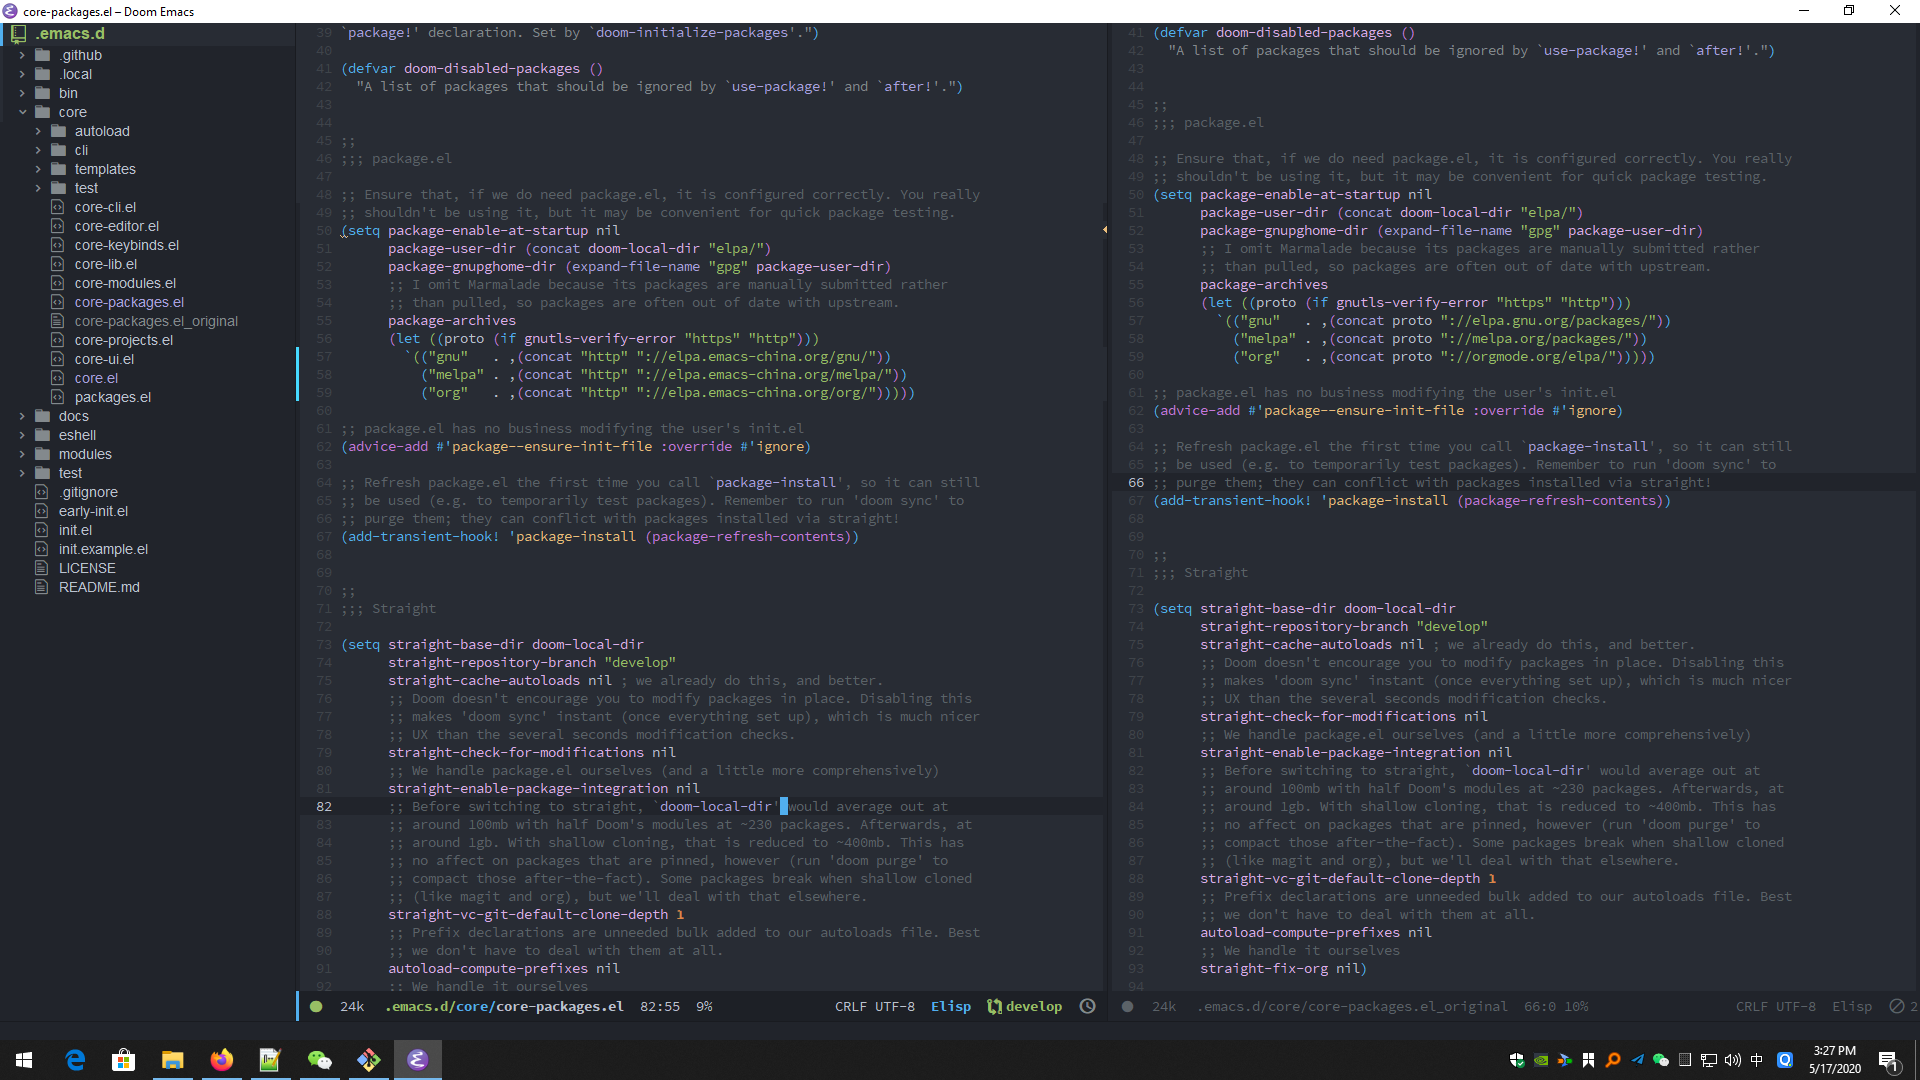 core-packages.el – Doom Emacs
.emacs.d
.github
.local
bin
core
autoload
cli
templates
test
core-cli.el
core-editor.el
core-keybinds.el
core-lib.el
core-modules.el
core-packages.el
core-packages.el_original
core-projects.el
core-ui.el
core.el
packages.el
docs
eshell
modules
test
.gitignore
early-init.el
init.el
init.example.el
LICENSE
README.md
39 `package!' declaration. Set by `doom-initialize-packages'.")
40
41 (defvar doom-disabled-packages ()
42   "A list of packages that should be ignored by `use-package!' and `after!'.")
43
44
45 ;;
46 ;;; package.el
47
48 ;; Ensure that, if we do need package.el, it is configured correctly. You really
49 ;; shouldn't be using it, but it may be convenient for quick package testing.
50 (setq package-enable-at-startup nil
51       package-user-dir (concat doom-local-dir "elpa/")
52       package-gnupghome-dir (expand-file-name "gpg" package-user-dir)
53       ;; I omit Marmalade because its packages are manually submitted rather
54       ;; than pulled, so packages are often out of date with upstream.
55       package-archives
56       (let ((proto (if gnutls-verify-error "https" "http")))
57         `(("gnu"   . ,(concat "http" "://elpa.emacs-china.org/gnu/"))
58           ("melpa" . ,(concat "http" "://elpa.emacs-china.org/melpa/"))
59           ("org"   . ,(concat "http" "://elpa.emacs-china.org/org/")))))
60
61 ;; package.el has no business modifying the user's init.el
62 (advice-add #'package--ensure-init-file :override #'ignore)
63
64 ;; Refresh package.el the first time you call `package-install', so it can still
65 ;; be used (e.g. to temporarily test packages). Remember to run 'doom sync' to
66 ;; purge them; they can conflict with packages installed via straight!
67 (add-transient-hook! 'package-install (package-refresh-contents))
68
69
70 ;;
71 ;;; Straight
72
73 (setq straight-base-dir doom-local-dir
74       straight-repository-branch "develop"
75       straight-cache-autoloads nil ; we already do this, and better.
76       ;; Doom doesn't encourage you to modify packages in place. Disabling this
77       ;; makes 'doom sync' instant (once everything set up), which is much nicer
78       ;; UX than the several seconds modification checks.
79       straight-check-for-modifications nil
80       ;; We handle package.el ourselves (and a little more comprehensively)
81       straight-enable-package-integration nil
82       ;; Before switching to straight, `doom-local-dir' would average out at
83       ;; around 100mb with half Doom's modules at ~230 packages. Afterwards, at
84       ;; around 1gb. With shallow cloning, that is reduced to ~400mb. This has
85       ;; no affect on packages that are pinned, however (run 'doom purge' to
86       ;; compact those after-the-fact). Some packages break when shallow cloned
87       ;; (like magit and org), but we'll deal with that elsewhere.
88       straight-vc-git-default-clone-depth 1
89       ;; Prefix declarations are unneeded bulk added to our autoloads file. Best
90       ;; we don't have to deal with them at all.
91       autoload-compute-prefixes nil
92       ;; We handle it ourselves
24k .emacs.d/core/core-packages.el 82:55 9% CRLF UTF-8 Elisp develop
41 (defvar doom-disabled-packages ()
42   "A list of packages that should be ignored by `use-package!' and `after!'.")
43
44
45 ;;
46 ;;; package.el
47
48 ;; Ensure that, if we do need package.el, it is configured correctly. You really
49 ;; shouldn't be using it, but it may be convenient for quick package testing.
50 (setq package-enable-at-startup nil
51       package-user-dir (concat doom-local-dir "elpa/")
52       package-gnupghome-dir (expand-file-name "gpg" package-user-dir)
53       ;; I omit Marmalade because its packages are manually submitted rather
54       ;; than pulled, so packages are often out of date with upstream.
55       package-archives
56       (let ((proto (if gnutls-verify-error "https" "http")))
57         `(("gnu"   . ,(concat proto "://elpa.gnu.org/packages/"))
58           ("melpa" . ,(concat proto "://melpa.org/packages/"))
59           ("org"   . ,(concat proto "://orgmode.org/elpa/")))))
60
61 ;; package.el has no business modifying the user's init.el
62 (advice-add #'package--ensure-init-file :override #'ignore)
63
64 ;; Refresh package.el the first time you call `package-install', so it can still
65 ;; be used (e.g. to temporarily test packages). Remember to run 'doom sync' to
66 ;; purge them; they can conflict with packages installed via straight!
67 (add-transient-hook! 'package-install (package-refresh-contents))
68
69
70 ;;
71 ;;; Straight
72
73 (setq straight-base-dir doom-local-dir
74       straight-repository-branch "develop"
75       straight-cache-autoloads nil ; we already do this, and better.
76       ;; Doom doesn't encourage you to modify packages in place. Disabling this
77       ;; makes 'doom sync' instant (once everything set up), which is much nicer
78       ;; UX than the several seconds modification checks.
79       straight-check-for-modifications nil
80       ;; We handle package.el ourselves (and a little more comprehensively)
81       straight-enable-package-integration nil
82       ;; Before switching to straight, `doom-local-dir' would average out at
83       ;; around 100mb with half Doom's modules at ~230 packages. Afterwards, at
84       ;; around 1gb. With shallow cloning, that is reduced to ~400mb. This has
85       ;; no affect on packages that are pinned, however (run 'doom purge' to
86       ;; compact those after-the-fact). Some packages break when shallow cloned
87       ;; (like magit and org), but we'll deal with that elsewhere.
88       straight-vc-git-default-clone-depth 1
89       ;; Prefix declarations are unneeded bulk added to our autoloads file. Best
90       ;; we don't have to deal with them at all.
91       autoload-compute-prefixes nil
92       ;; We handle it ourselves
93       straight-fix-org nil)
94
24k .emacs.d/core/core-packages.el_original 66:0 10% CRLF UTF-8 Elisp 2
中
3:27 PM
5/17/2020
1